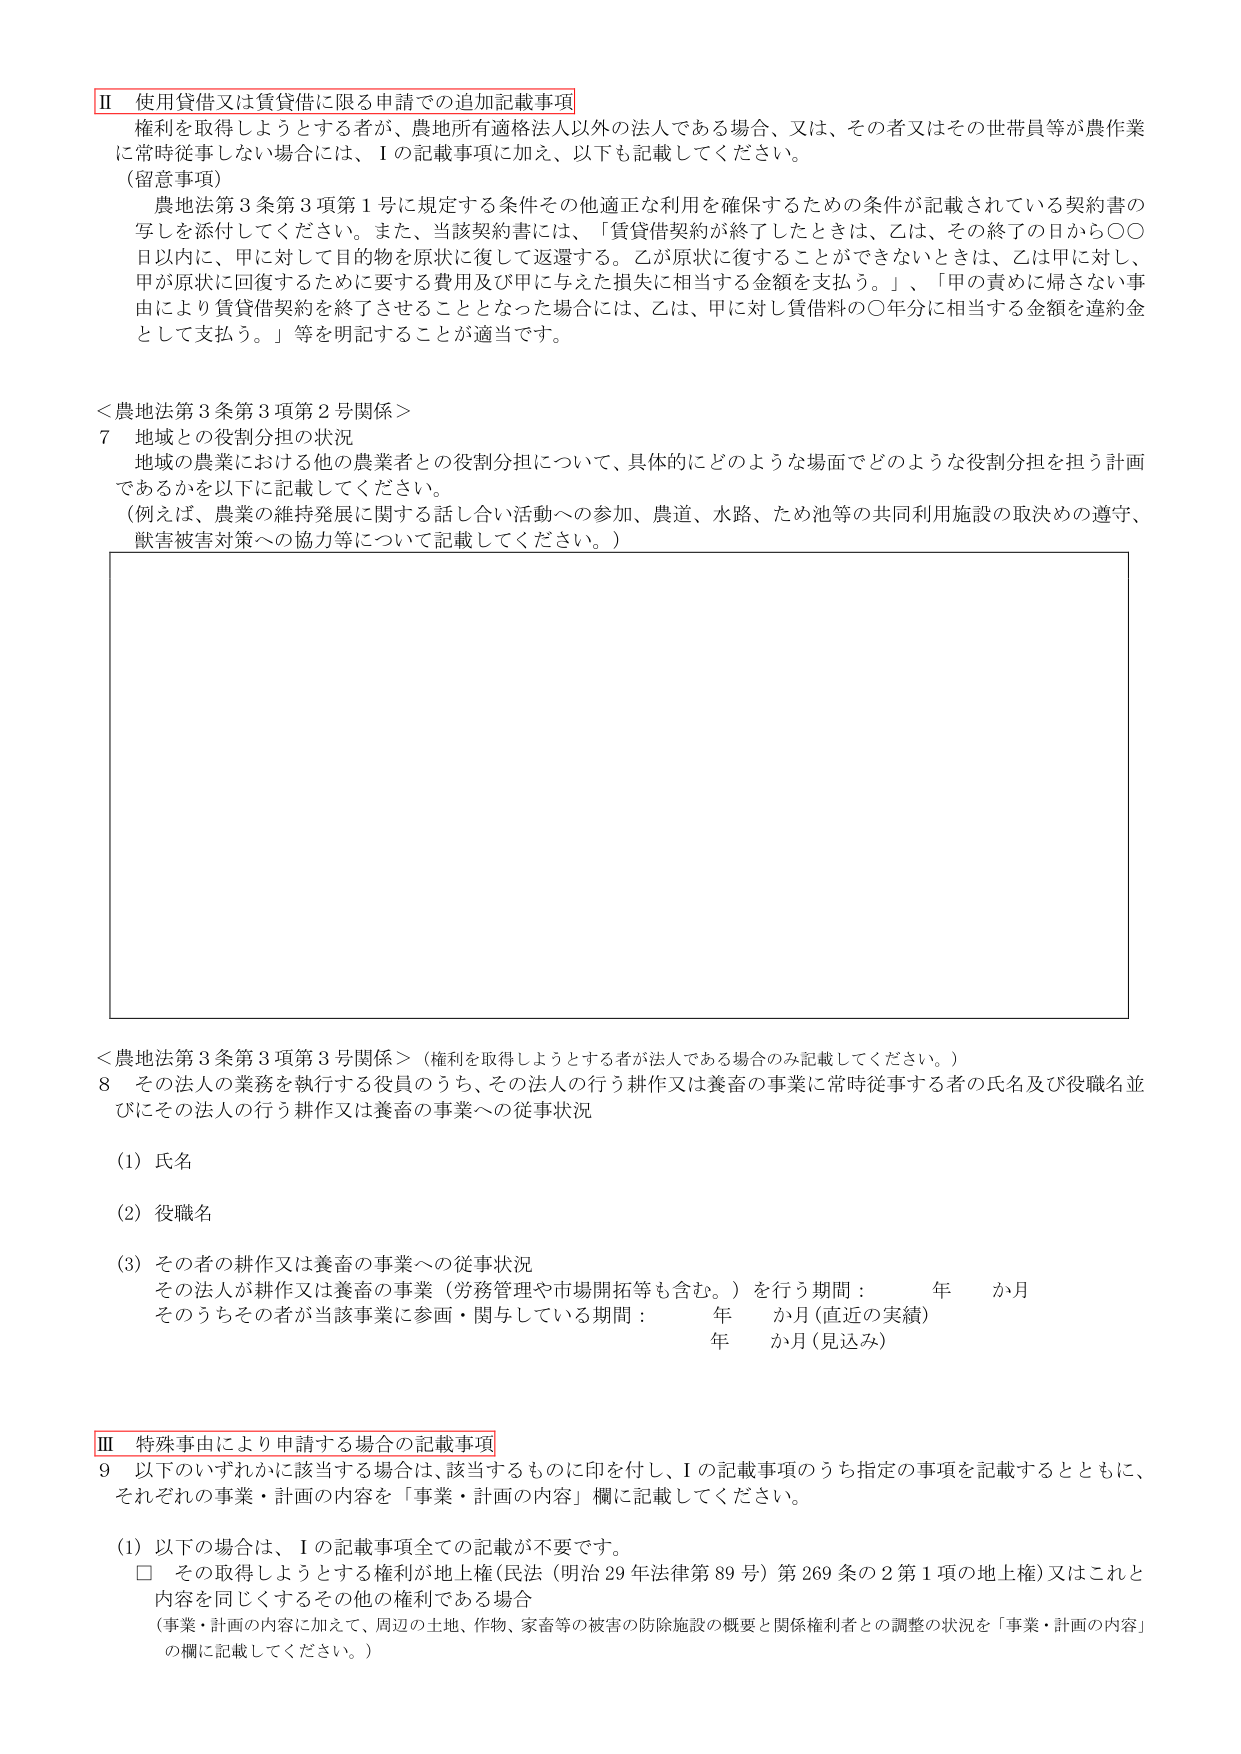 Ⅱ　使用貸借又は賃貸借に限る申請での追加記載事項
権利を取得しようとする者が、農地所有適格法人以外の法人である場合、又は、その者又はその世帯員等が農作業
に常時従事しない場合には、Ⅰの記載事項に加え、以下も記載してください。
（留意事項）
農地法第３条第３項第１号に規定する条件その他適正な利用を確保するための条件が記載されている契約書の
写しを添付してください。また、当該契約書には、「賃貸借契約が終了したときは、乙は、その終了の日から〇〇
日以内に、甲に対して目的物を原状に復して返還する。乙が原状に復することができないときは、乙は甲に対し、
甲が原状に回復するために要する費用及び甲に与えた損失に相当する金額を支払う。」、「甲の責めに帰さない事
由により賃貸借契約を終了させることとなった場合には、乙は、甲に対し賃借料の〇年分に相当する金額を違約金
として支払う。」等を明記することが適当です。
＜農地法第３条第３項第２号関係＞
７　地域との役割分担の状況
地域の農業における他の農業者との役割分担について、具体的にどのような場面でどのような役割分担を担う計画
であるかを以下に記載してください。
（例えば、農業の維持発展に関する話し合い活動への参加、農道、水路、ため池等の共同利用施設の取決めの遵守、
獣害被害対策への協力等について記載してください。）
＜農地法第３条第３項第３号関係＞（権利を取得しようとする者が法人である場合のみ記載してください。）
８　その法人の業務を執行する役員のうち、その法人の行う耕作又は養畜の事業に常時従事する者の氏名及び役職名並
びにその法人の行う耕作又は養畜の事業への従事状況
（1）氏名
（2）役職名
（3）その者の耕作又は養畜の事業への従事状況
その法人が耕作又は養畜の事業（労務管理や市場開拓等も含む。）を行う期間：　　　年　　か月
そのうちその者が当該事業に参画・関与している期間：　　　年　　か月（直近の実績）
年　　か月（見込み）
Ⅲ　特殊事由により申請する場合の記載事項
９　以下のいずれかに該当する場合は、該当するものに印を付し、Ⅰの記載事項のうち指定の事項を記載するとともに、
それぞれの事業・計画の内容を「事業・計画の内容」欄に記載してください。
（1）以下の場合は、Ⅰの記載事項全ての記載が不要です。
□　その取得しようとする権利が地上権（民法（明治 29 年法律第 89 号）第 269 条の２第１項の地上権）又はこれと
内容を同じくするその他の権利である場合
（事業・計画の内容に加えて、周辺の土地、作物、家畜等の被害の防除施設の概要と関係権利者との調整の状況を「事業・計画の内容」
の欄に記載してください。）